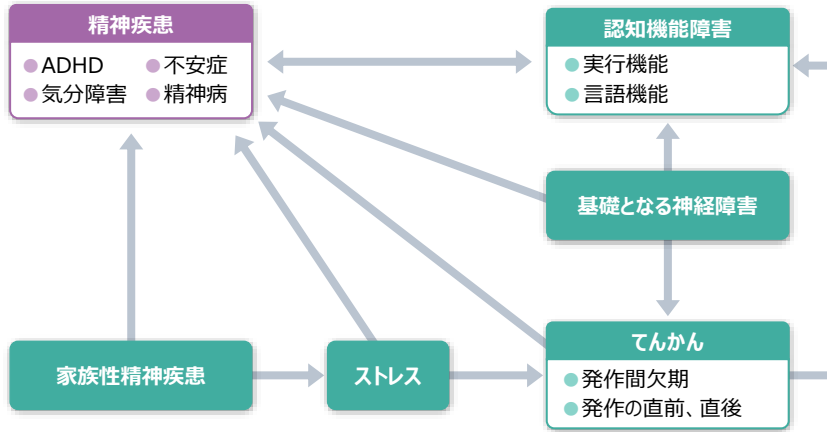 精神疾患
ADHD
不安症
気分障害
精神病
認知機能障害
実行機能
言語機能
基礎となる神経障害
家族性精神疾患
ストレス
てんかん
発作間欠期
発作の直前、直後